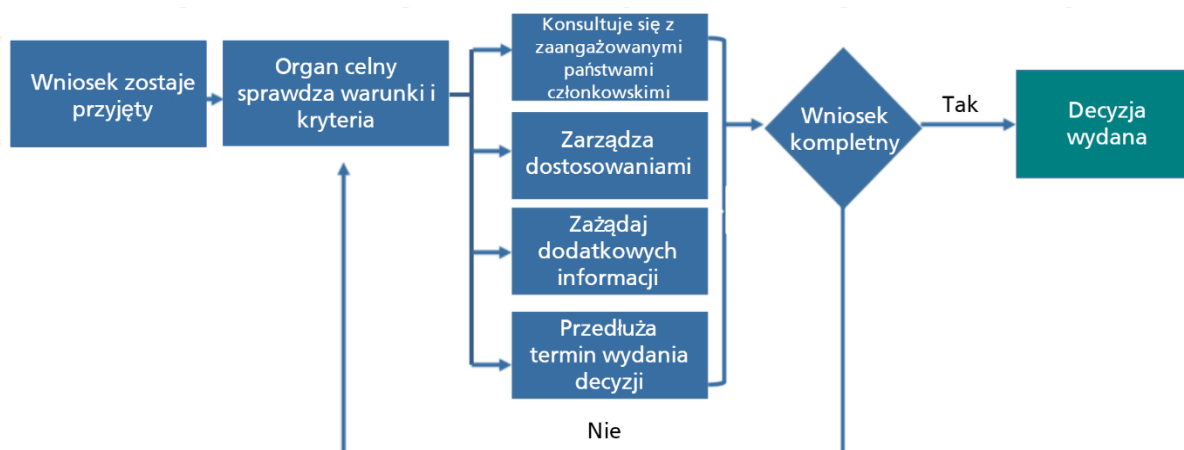 Wniosek zostaje
przyjęty
Organ celny
sprawdza warunki i
kryteria
Konsultuje się z
zaangażowanymi
państwami
członkowskimi
Zarządza
dostosowaniami
Zażądaj
dodatkowych
informacji
Przedłuża
termin wydania
decyzji
Wniosek
kompletny
Tak
Decyzja
wydana
Nie